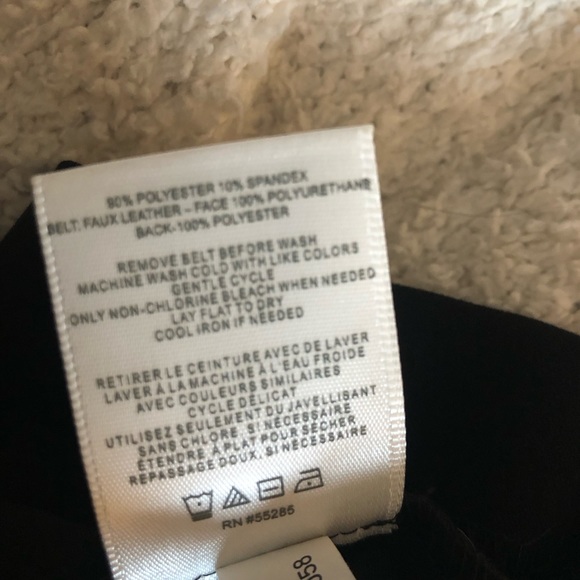 90% POLYESTER 10% SPANDEX
BELT: FAUX LEATHER - FACE 100% POLYURETHANE
BACK-100% POLYESTER
REMOVE BELT BEFORE WASH
MACHINE WASH COLD WITH LIKE COLORS
GENTLE CYCLE
ONLY NON-CHLORINE BLEACH WHEN NEEDED
LAY FLAT TO DRY
COOL IRON IF NEEDED
RETIRER LE CEINTURE AVEC DE LAVER
LAVER À LA MACHINE À L'EAU FROIDE
AVEC COULEURS SIMILAIRES
CYCLE DÉLICAT
UTILISEZ SEULEMENT DU JAVELLISANT
SANS CHLORE, SI NÉCESSAIRE
ÉTENDRE À PLAT POUR SÉCHER
REPASSAGE DOUX, SI NÉCESSAIRE
RN #55285